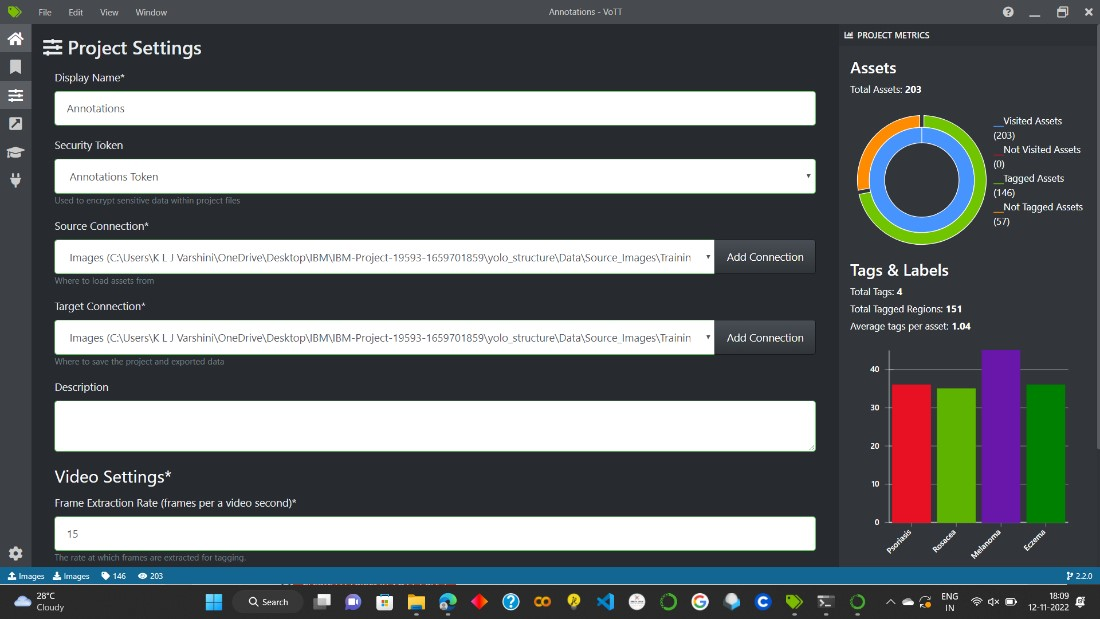 File Edit View Window
Annotations - VoTT
Project Settings
Display Name*
Annotations
Security Token
Annotations Token
Used to encrypt sensitive data within project files
Source Connection*
Images (C:\Users\K L J Varshini\OneDrive\Desktop\IBM\IBM-Project-19593-1659701859\yolo_structure\Data\Source_Images\Trainin
Add Connection
Where to load assets from
Target Connection*
Images (C:\Users\K L J Varshini\OneDrive\Desktop\IBM\IBM-Project-19593-1659701859\yolo_structure\Data\Source_Images\Trainin
Add Connection
Where to save the project and exported data
Description
Video Settings*
Frame Extraction Rate (frames per a video second)*
15
The rate at which frames are extracted for tagging.
PROJECT METRICS
Assets
Total Assets: 203
Visited Assets
(203)
Not Visited Assets
(0)
Tagged Assets
(146)
Not Tagged Assets
(57)
Tags & Labels
Total Tags: 4
Total Tagged Regions: 151
Average tags per asset: 1.04
40
30
20
10
0
Psoriasis
Rosacea
Melanoma
Eczema
Images Images 146 203
2.2.0
28°C
Cloudy
Search
ENG
IN
18:09
12-11-2022